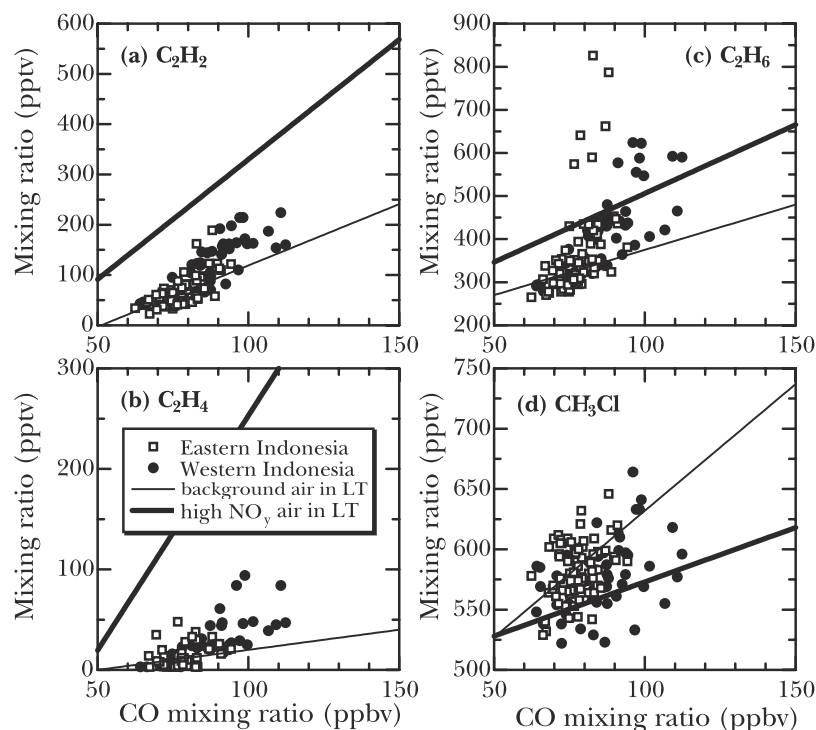 (a) C2H2
Mixing ratio (pptv)
600
500
400
300
200
100
0
50
100
150
(c) C2H6
Mixing ratio (pptv)
900
800
700
600
500
400
300
200
50
100
150
(b) C2H4
300
200
100
0
50
100
150
CO mixing ratio (ppbv)
Mixing ratio (pptv)
Eastern Indonesia
Western Indonesia
background air in LT
high NOy air in LT
(d) CH3Cl
Mixing ratio (pptv)
750
700
650
600
550
500
50
100
150
CO mixing ratio (ppbv)